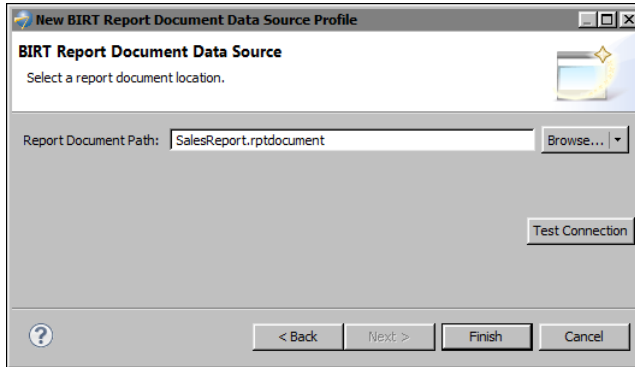 New BIRT Report Document Data Source Profile
BIRT Report Document Data Source
Select a report document location.
Report Document Path: SalesReport.rptdocument Browse...
Test Connection
? < Back Next > Finish Cancel